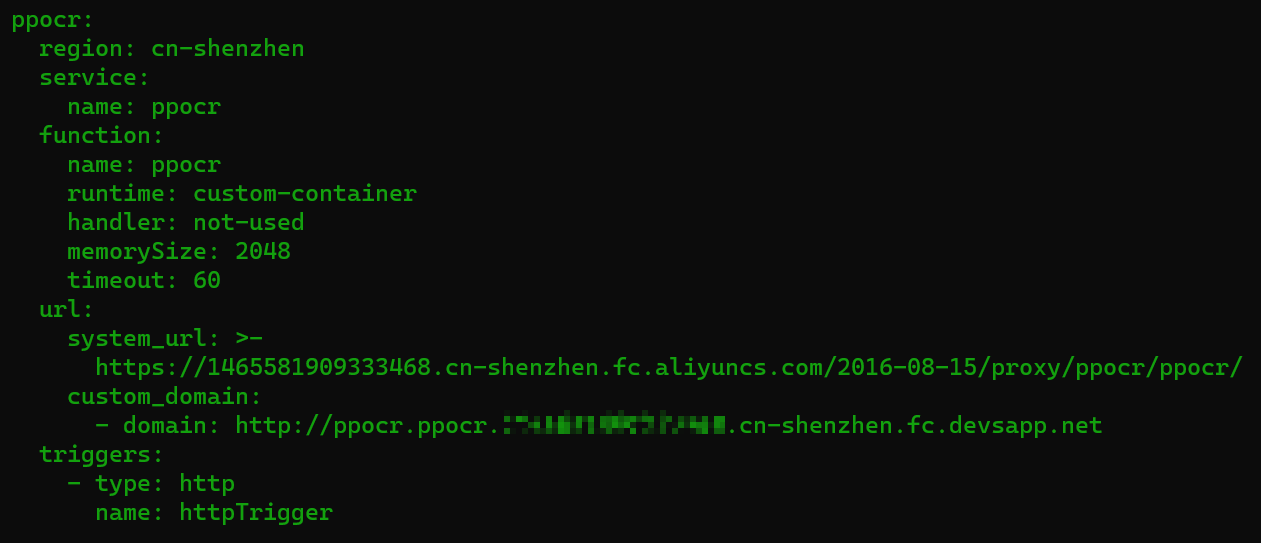 ppocr:
  region: cn-shenzhen
  service:
    name: ppocr
  function:
    name: ppocr
    runtime: custom-container
    handler: not-used
    memorySize: 2048
    timeout: 60
  url:
    system_url: >-
      https://1465581909333468.cn-shenzhen.fc.aliyuncs.com/2016-08-15/proxy/ppocr/ppocr/
    custom_domain:
      - domain: http://ppocr.ppocr. .cn-shenzhen.fc.devsapp.net
  triggers:
    - type: http
      name: httpTrigger